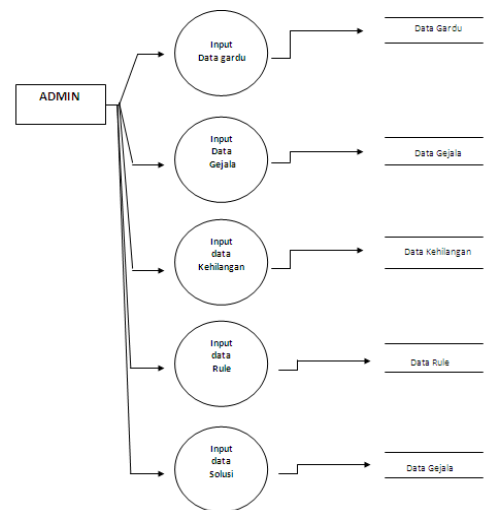 Input
Data gardu
Data Gardu
ADMIN
Input
Data
Gejala
Data Gejala
Input
data
Kehilangan
Data Kehilangan
Input
data
Rule
Data Rule
Input
data
Solusi
Data Gejala